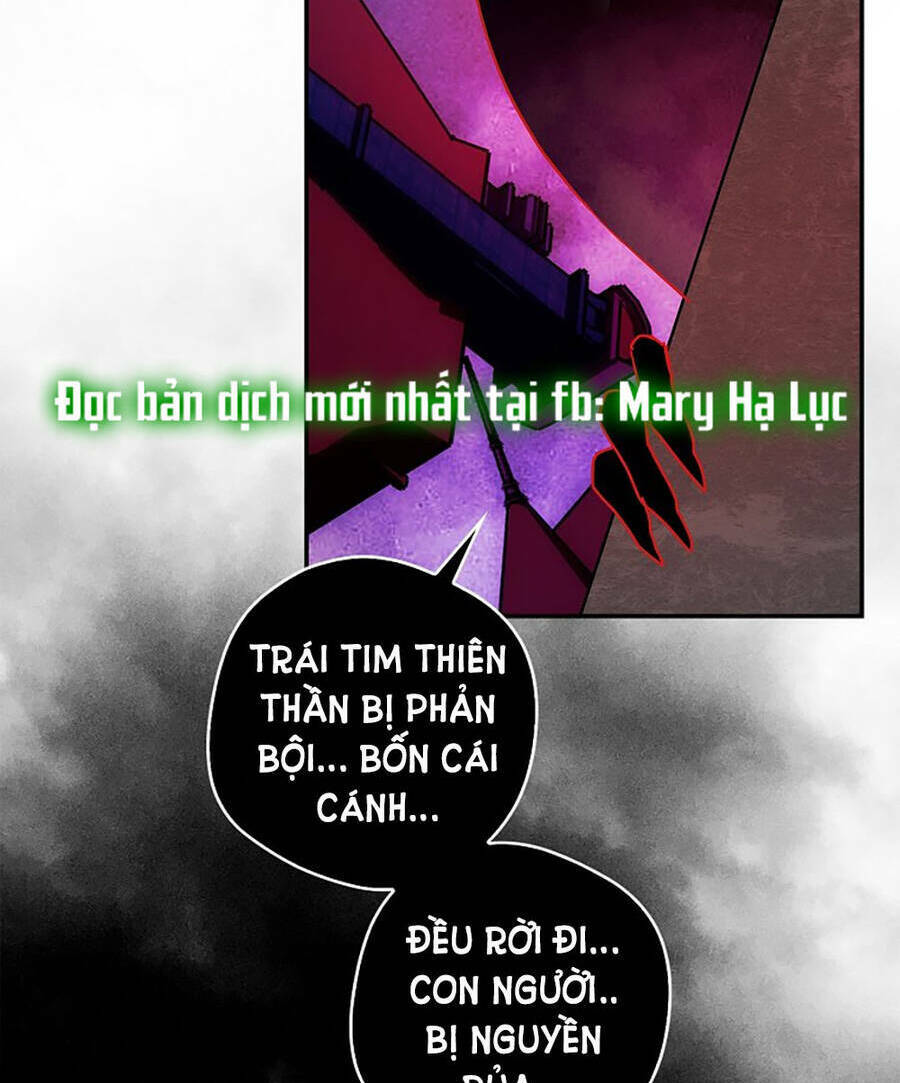 Đọc bản dịch mới nhất tại fb: Mary Hạ Lục
TRÁI TIM THIÊN
THẦN BỊ PHẢN
BỘI... BỐN CÁI
CÁNH...
ĐỀU RỜI ĐI...
CON NGƯỜI..
BỊ NGUYỀN